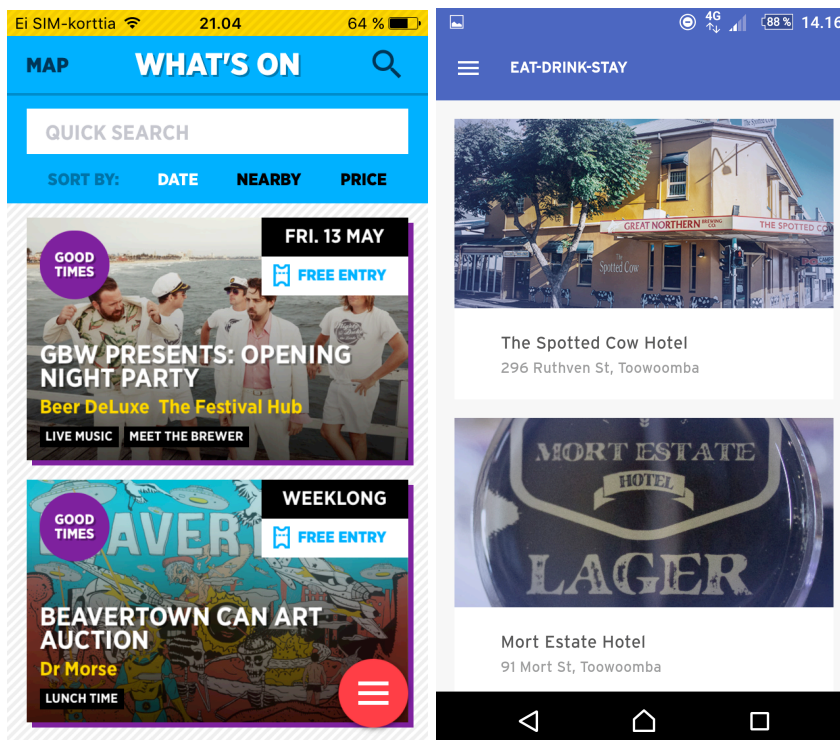 Ei SIM-korttia
21.04
64 %
MAP
WHAT'S ON
QUICK SEARCH
SORT BY:
DATE
NEARBY
PRICE
GOOD
TIMES
FRI. 13 MAY
FREE ENTRY
GBW PRESENTS: OPENING
NIGHT PARTY
Beer DeLuxe The Festival Hub
LIVE MUSIC
MEET THE BREWER
GOOD
TIMES
BEAVER
WEEKLONG
FREE ENTRY
BEAVERTOWN CAN ART
AUCTION
Dr Morse
LUNCH TIME
4G
88 %
14.16
EAT-DRINK-STAY
The Spotted Cow
GREAT NORTHERN BREWING CO.
THE SPOTTED COW
The
Spotted Cow
The Spotted Cow Hotel
296 Ruthven St, Toowoomba
MORT ESTATE
HOTEL
LAGER
Mort Estate Hotel
91 Mort St, Toowoomba